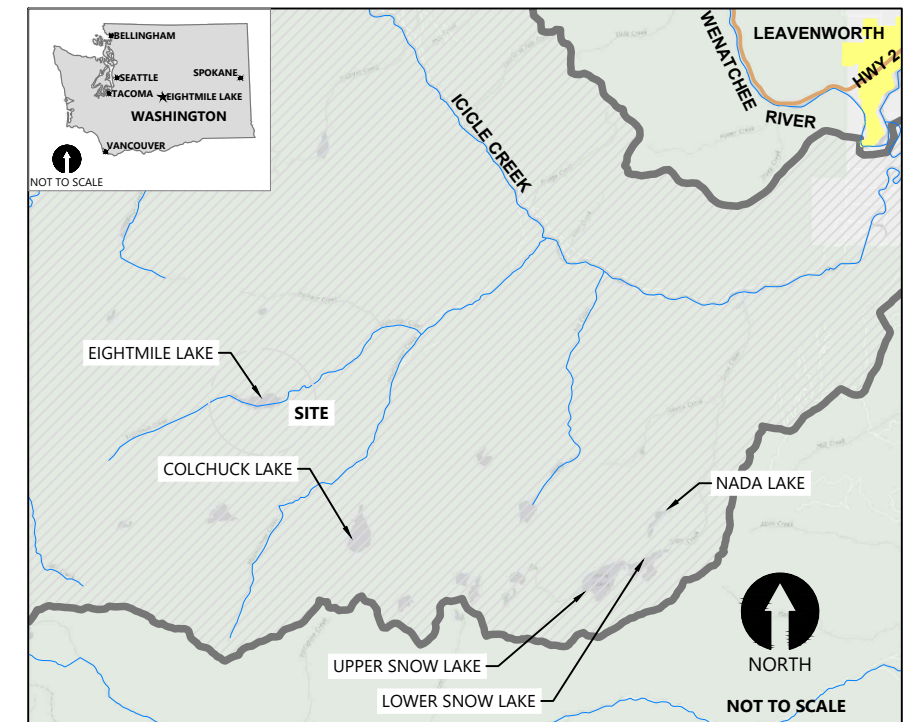 BELLINGHAM
SEATTLE
SPOKANE
TACOMA
EIGHTMILE LAKE
WASHINGTON
VANCOUVER
NOT TO SCALE
LEAVENWORTH
HWY 2
WENATCHEE
RIVER
ICICLE CREEK
EIGHTMILE LAKE
SITE
COLCHUCK LAKE
NADA LAKE
UPPER SNOW LAKE
LOWER SNOW LAKE
NORTH
NOT TO SCALE